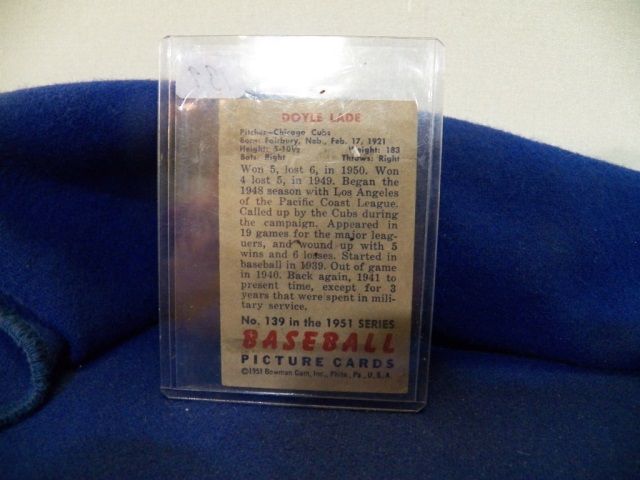 DOYLE LADE
Pitcher—Chicago Cubs
Born: Fairbury, Neb., Feb. 17, 1921
Height: 5-10½ Weight: 183
Bats: Right Throws: Right
Won 5, lost 6, in 1950. Won
4 lost 5, in 1949. Began the
1948 season with Los Angeles
of the Pacific Coast League.
Called up by the Cubs during
the campaign. Appeared in
19 games for the major leag-
uers, and wound up with 5
wins and 6 losses. Started in
baseball in 1939. Out of game
in 1940. Back again, 1941 to
present time, except for 3
years that were spent in mili-
tary service.
No. 139 in the 1951 SERIES
BASEBALL
PICTURE CARDS
©1951 Bowman Gum, Inc., Phila., Pa., U.S.A.